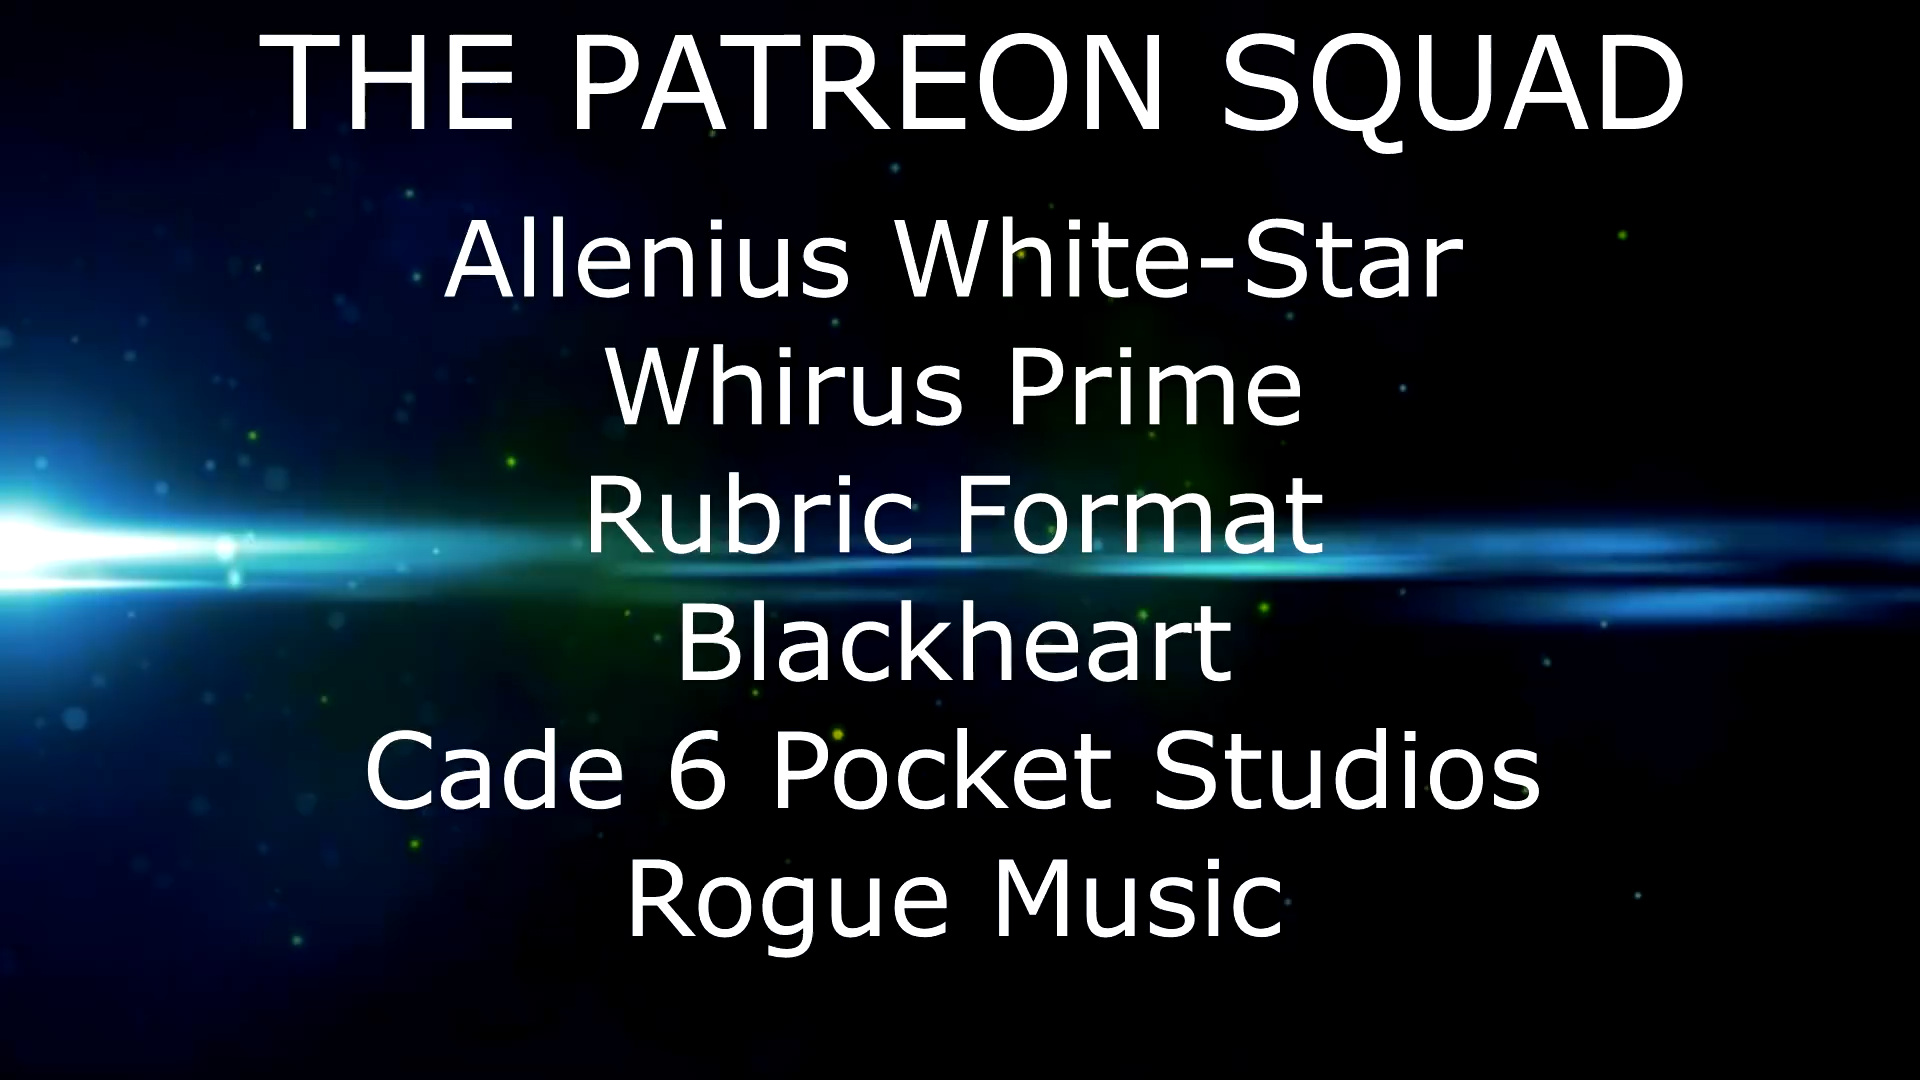 THE PATREON SQUAD
Allenius White-Star
Whirus Prime
Rubric Format
Blackheart
Cade 6 Pocket Studios
Rogue Music